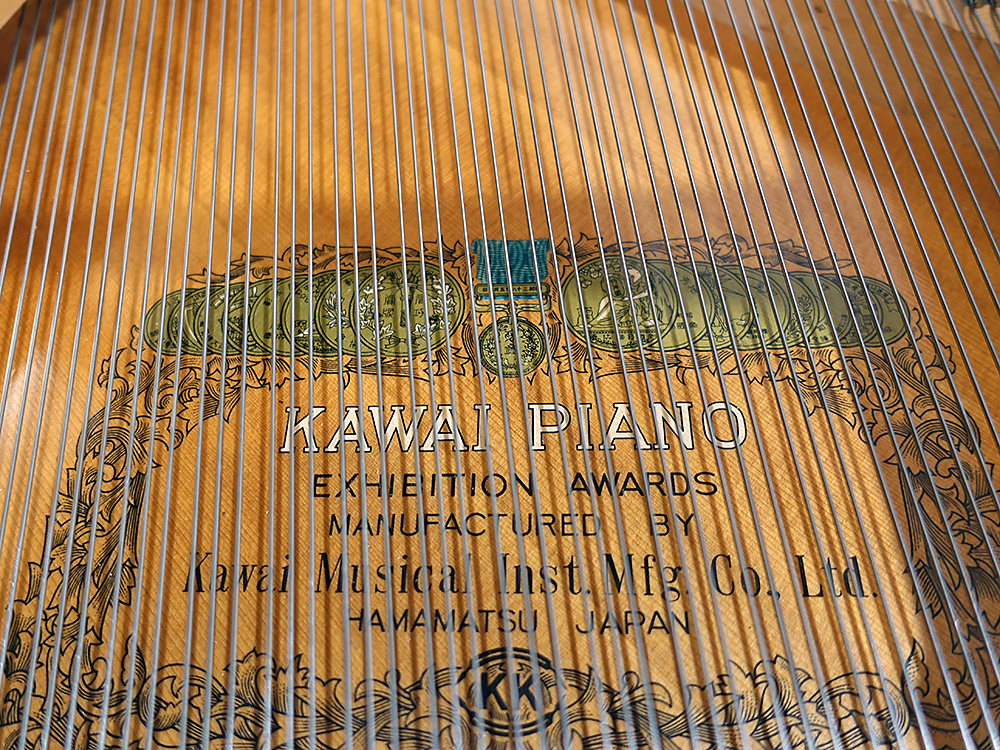 KAWAI PIANO
EXHIBITION AWARDS
MANUFACTURED BY
Kawai Musical Inst. Mfg. Co., Ltd.
HAMAMATSU JAPAN
KK